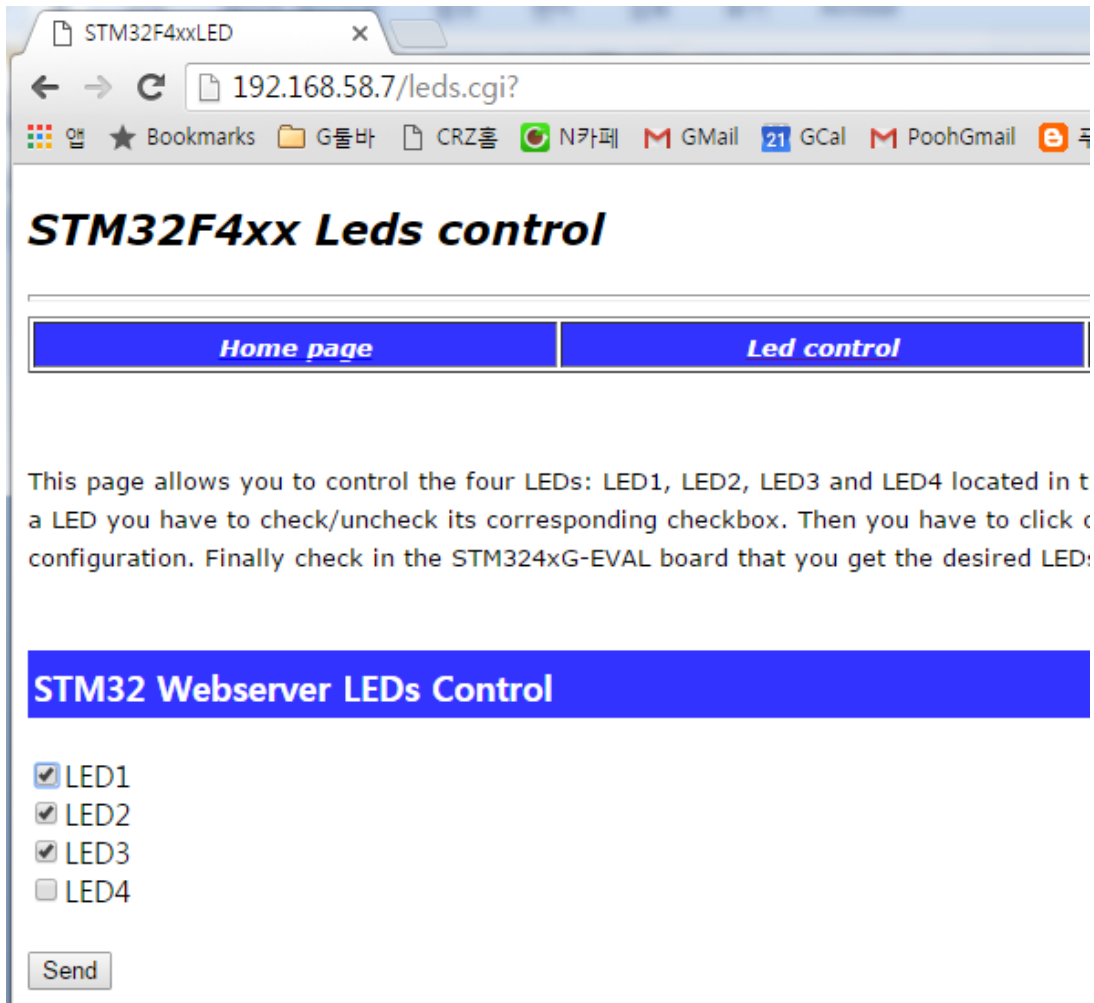 STM32F4xxLED
192.168.58.7/leds.cgi?
앱 Bookmarks G툴바 CRZ홈 N카페 GMail 21 GCal PoohGmail
STM32F4xx Leds control
Home page Led control
This page allows you to control the four LEDs: LED1, LED2, LED3 and LED4 located in t
a LED you have to check/uncheck its corresponding checkbox. Then you have to click
configuration. Finally check in the STM324xG-EVAL board that you get the desired LEDs
STM32 Webserver LEDs Control
LED1
LED2
LED3
LED4
Send